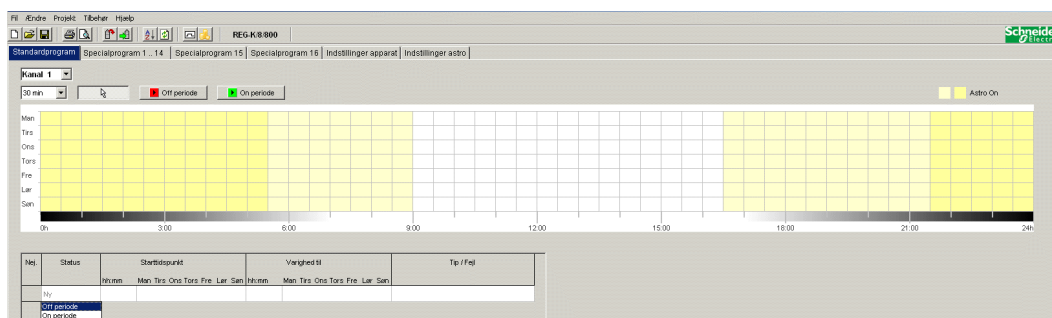 Fil Ændre Projekt Tilbehør Hjælp
REG-K/8/800
Schneide
Electr
Standardprogram Specialprogram 1 .. 14 Specialprogram 15 Specialprogram 16 Indstillinger apparat Indstillinger astro
Kanal 1
30 min Off periode On periode Astro On
Man
Tirs
Ons
Tors
Fre
Lør
Søn
0h 3:00 6:00 9:00 12:00 15:00 18:00 21:00 24h
Nej. Status Starttidspunkt Varighed til Tip / Fejl
hh:mm Man Tirs Ons Tors Fre Lør Søn hh:mm Man Tirs Ons Tors Fre Lør Søn
Ny
Off periode
On periode